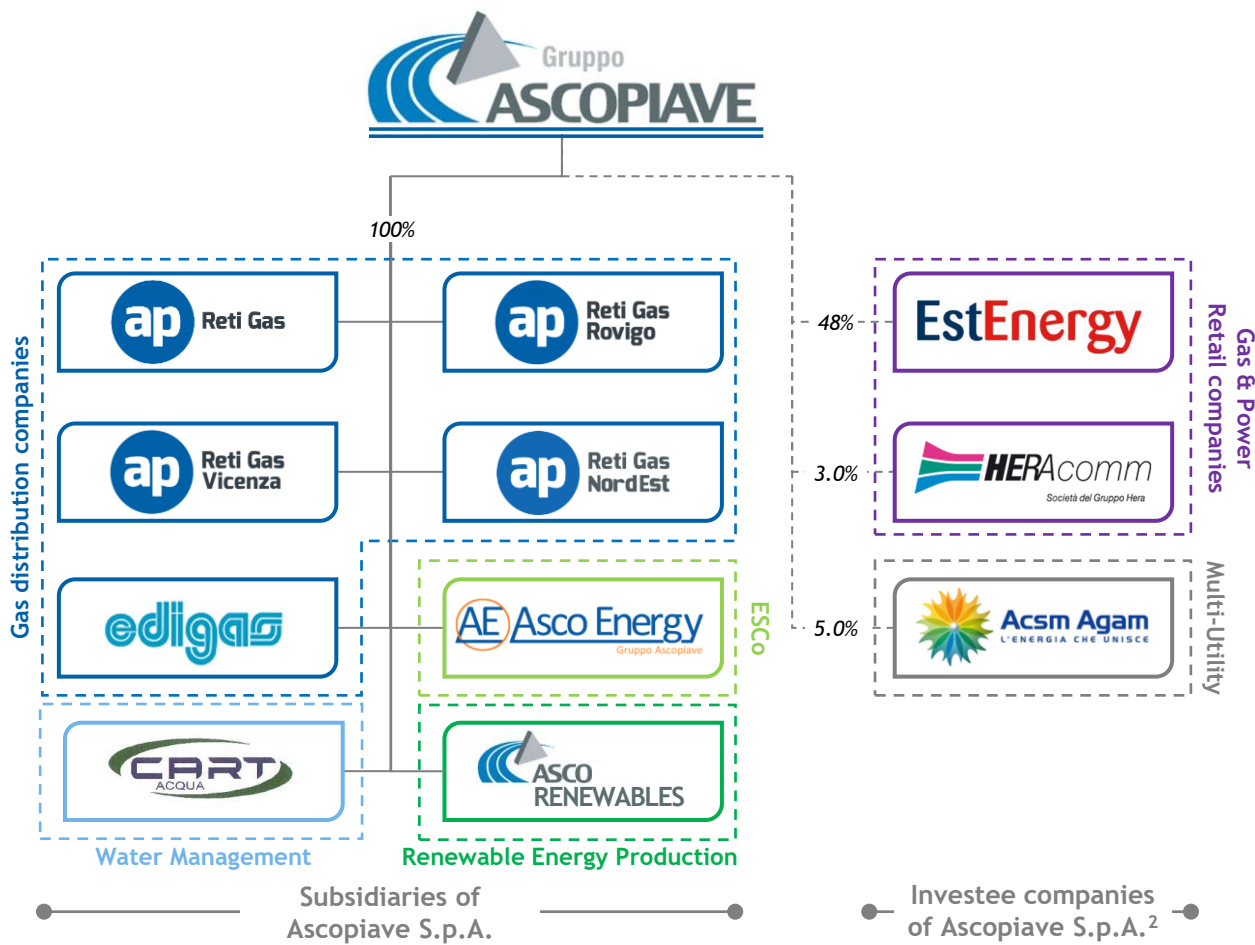 Gruppo
ASCOPIAVE
100%
Gas distribution companies
ap Reti Gas
ap Reti Gas
Rovigo
ap Reti Gas
Vicenza
ap Reti Gas
NordEst
edigas
AE Asco Energy
Gruppo Ascopiave
ESCo
CART
ACQUA
ASCO
RENEWABLES
Water Management
Renewable Energy Production
Subsidiaries of
Ascopiave S.p.A.
48%
EstEnergy
3.0%
HERAcomm
Società del Gruppo Hera
Gas & Power
Retail companies
5.0%
Acsm Agam
L'ENERGIA CHE UNISCE
Multi-Utility
Investee companies
of Ascopiave S.p.A.²